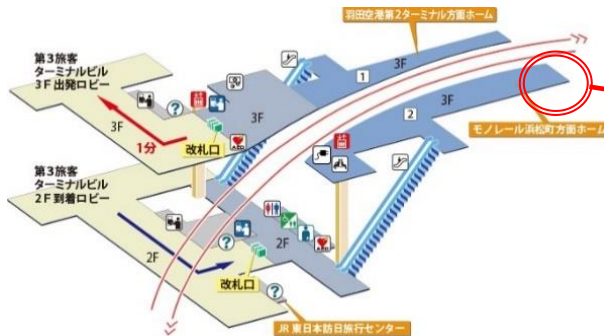 羽田空港第2ターミナル方面ホーム
第3旅客
ターミナルビル
3F 出発ロビー
1
3F
3F
2
3F
3F
1分
改札口
AED
モノレール浜松町方面ホーム
第3旅客
ターミナルビル
2F 到着ロビー
2F
2F
AED
改札口
JR 東日本訪日旅行センター